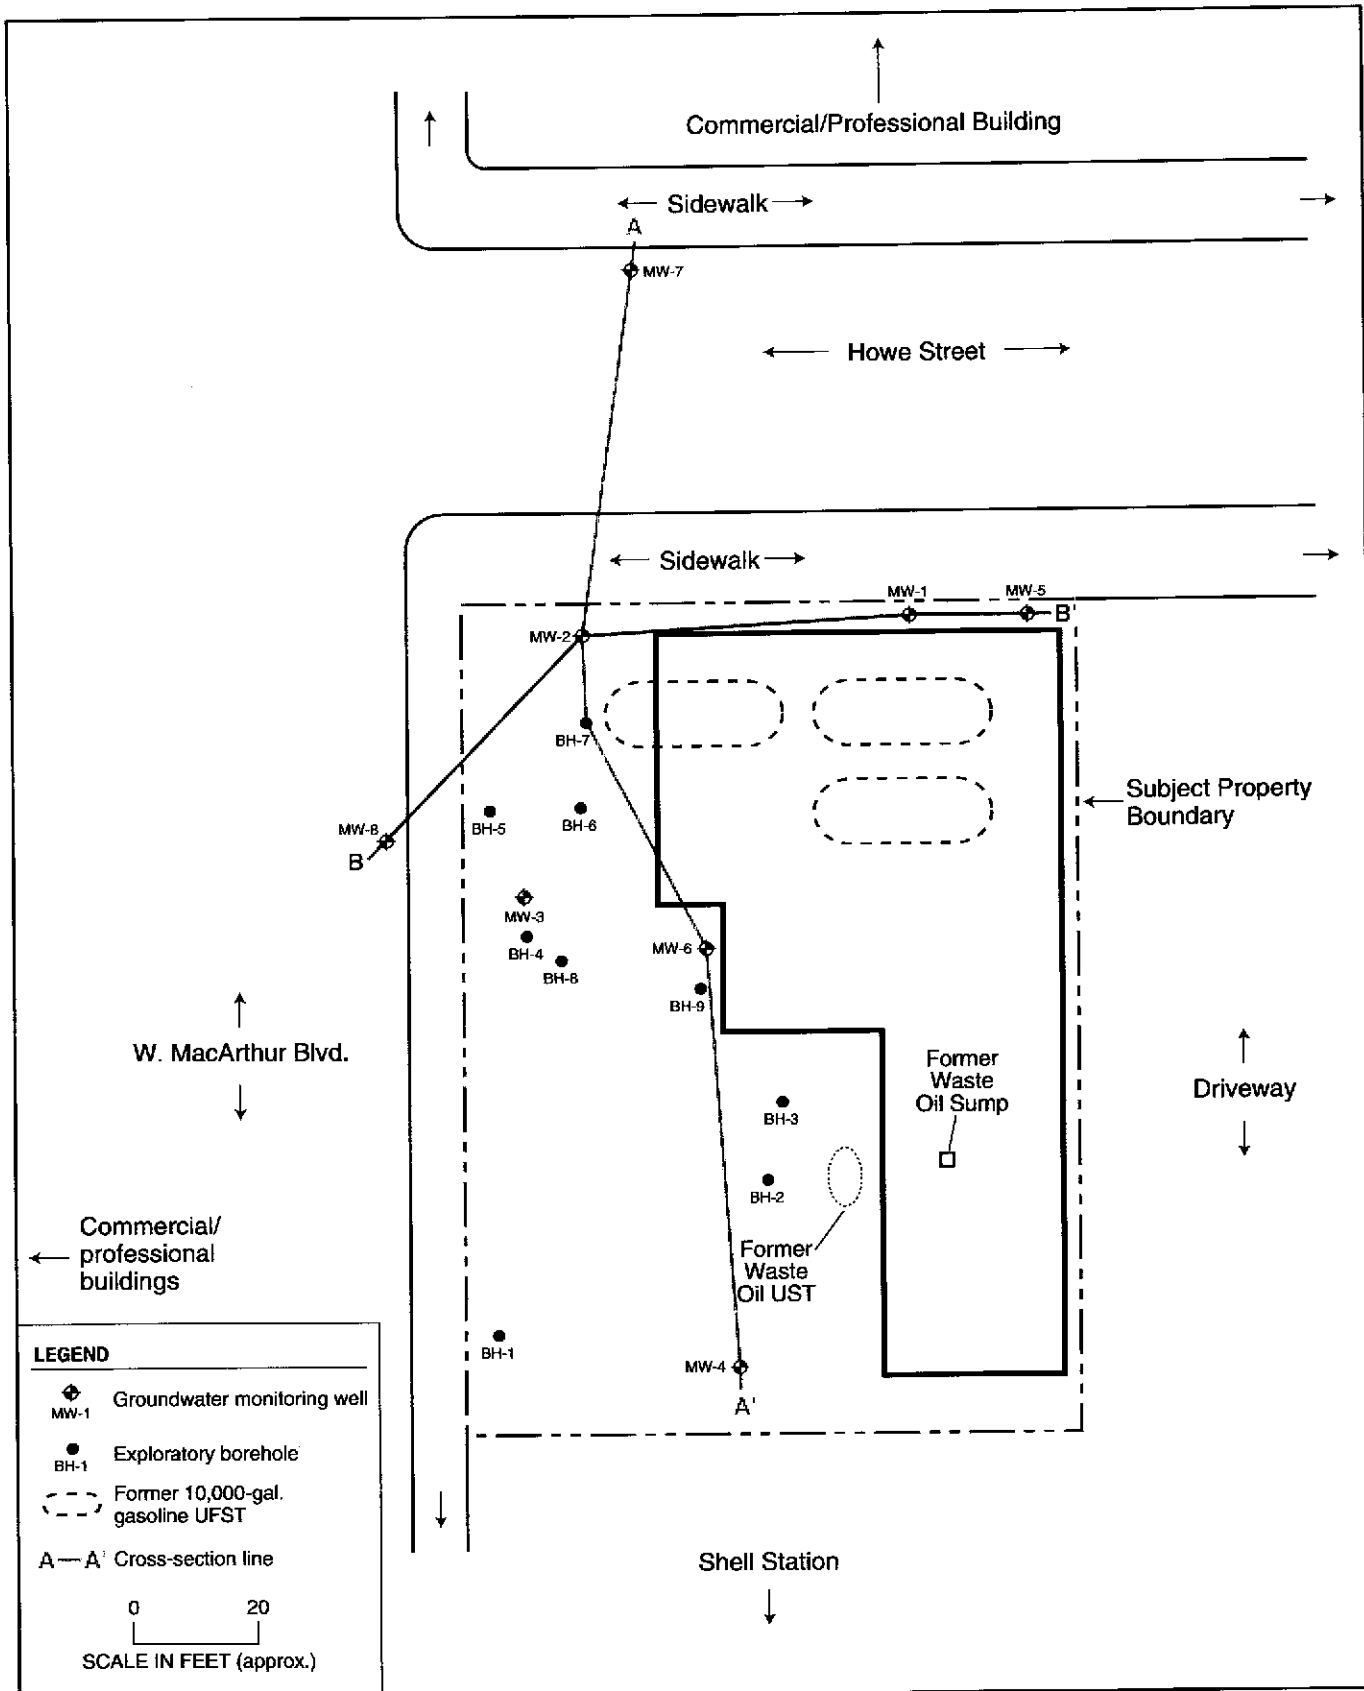 Commercial/Professional Building
Sidewalk
A
MW-7
Howe Street
Sidewalk
MW-1
MW-5
MW-2
B'
BH-7
Subject Property
Boundary
BH-5
BH-6
MW-8
B
MW-3
BH-4
MW-6
BH-8
BH-9
W. MacArthur Blvd.
Former
Waste
Oil Sump
Driveway
BH-3
BH-2
Commercial/
professional
buildings
Former
Waste
Oil UST
BH-1
MW-4
A'
LEGEND
MW-1
Groundwater monitoring well
BH-1
Exploratory borehole
Former 10,000-gal.
gasoline UFST
A—A' Cross-section line
Shell Station
0 20
SCALE IN FEET (approx.)